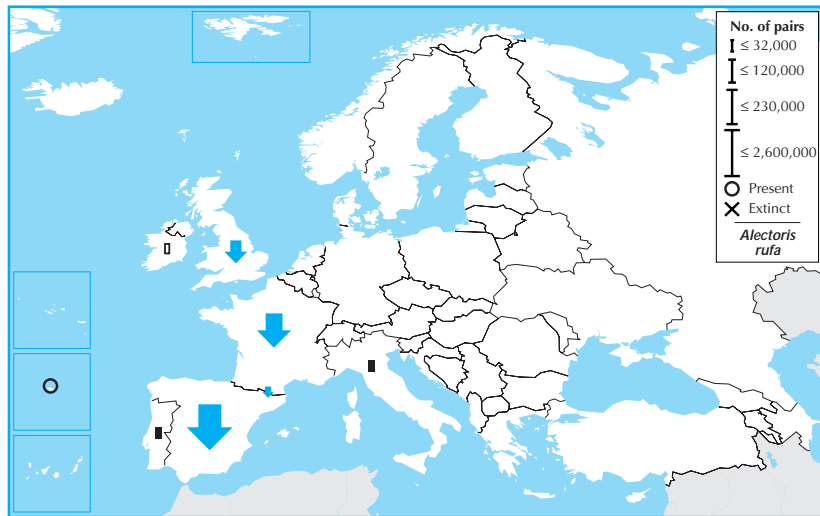 No. of pairs
≤ 32,000
≤ 120,000
≤ 230,000
≤ 2,600,000
Present
Extinct
Alectoris
rufa